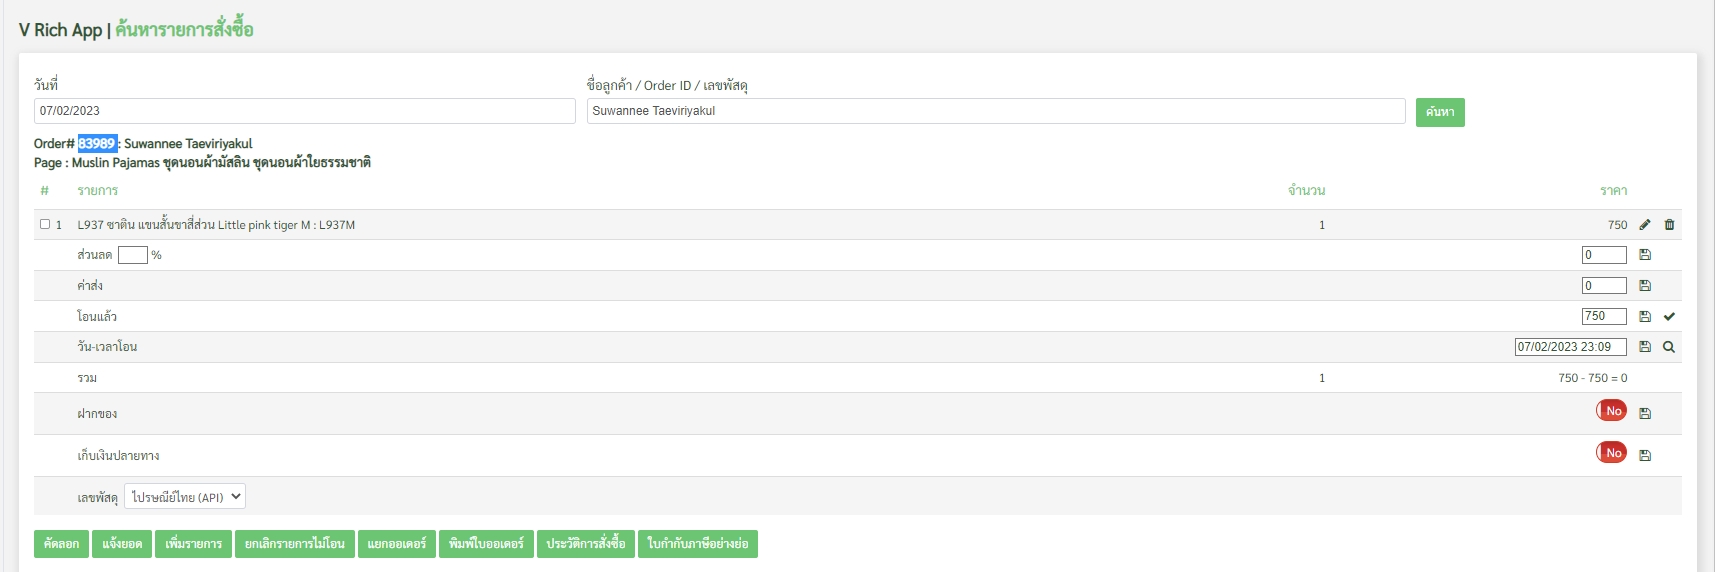 V Rich App | ค้นหารายการสั่งซื้อ
วันที่ ชื่อลูกค้า / Order ID / เลขพัสดุ
07/02/2023 Suwannee Taeviriyakul ค้นหา
Order# 83989 : Suwannee Taeviriyakul
Page : Muslin Pajamas ชุดนอนผ้ามัสลิน ชุดนอนผ้าใยธรรมชาติ
# รายการ จำนวน ราคา
1 L937 ซาติน แขนสั้นขาสี่ส่วน Little pink tiger M : L937M 1 750
ส่วนลด % 0
ค่าส่ง 0
โอนแล้ว 750
วัน-เวลาโอน 07/02/2023 23:09
รวม 1 750 - 750 = 0
ฝากของ No
เก็บเงินปลายทาง No
เลขพัสดุ ไปรษณีย์ไทย (API)
คัดลอก แจ้งยอด เพิ่มรายการ ยกเลิกรายการไม่โอน แยกออเดอร์ พิมพ์ใบออเดอร์ ประวัติการสั่งซื้อ ใบกำกับภาษีอย่างย่อ